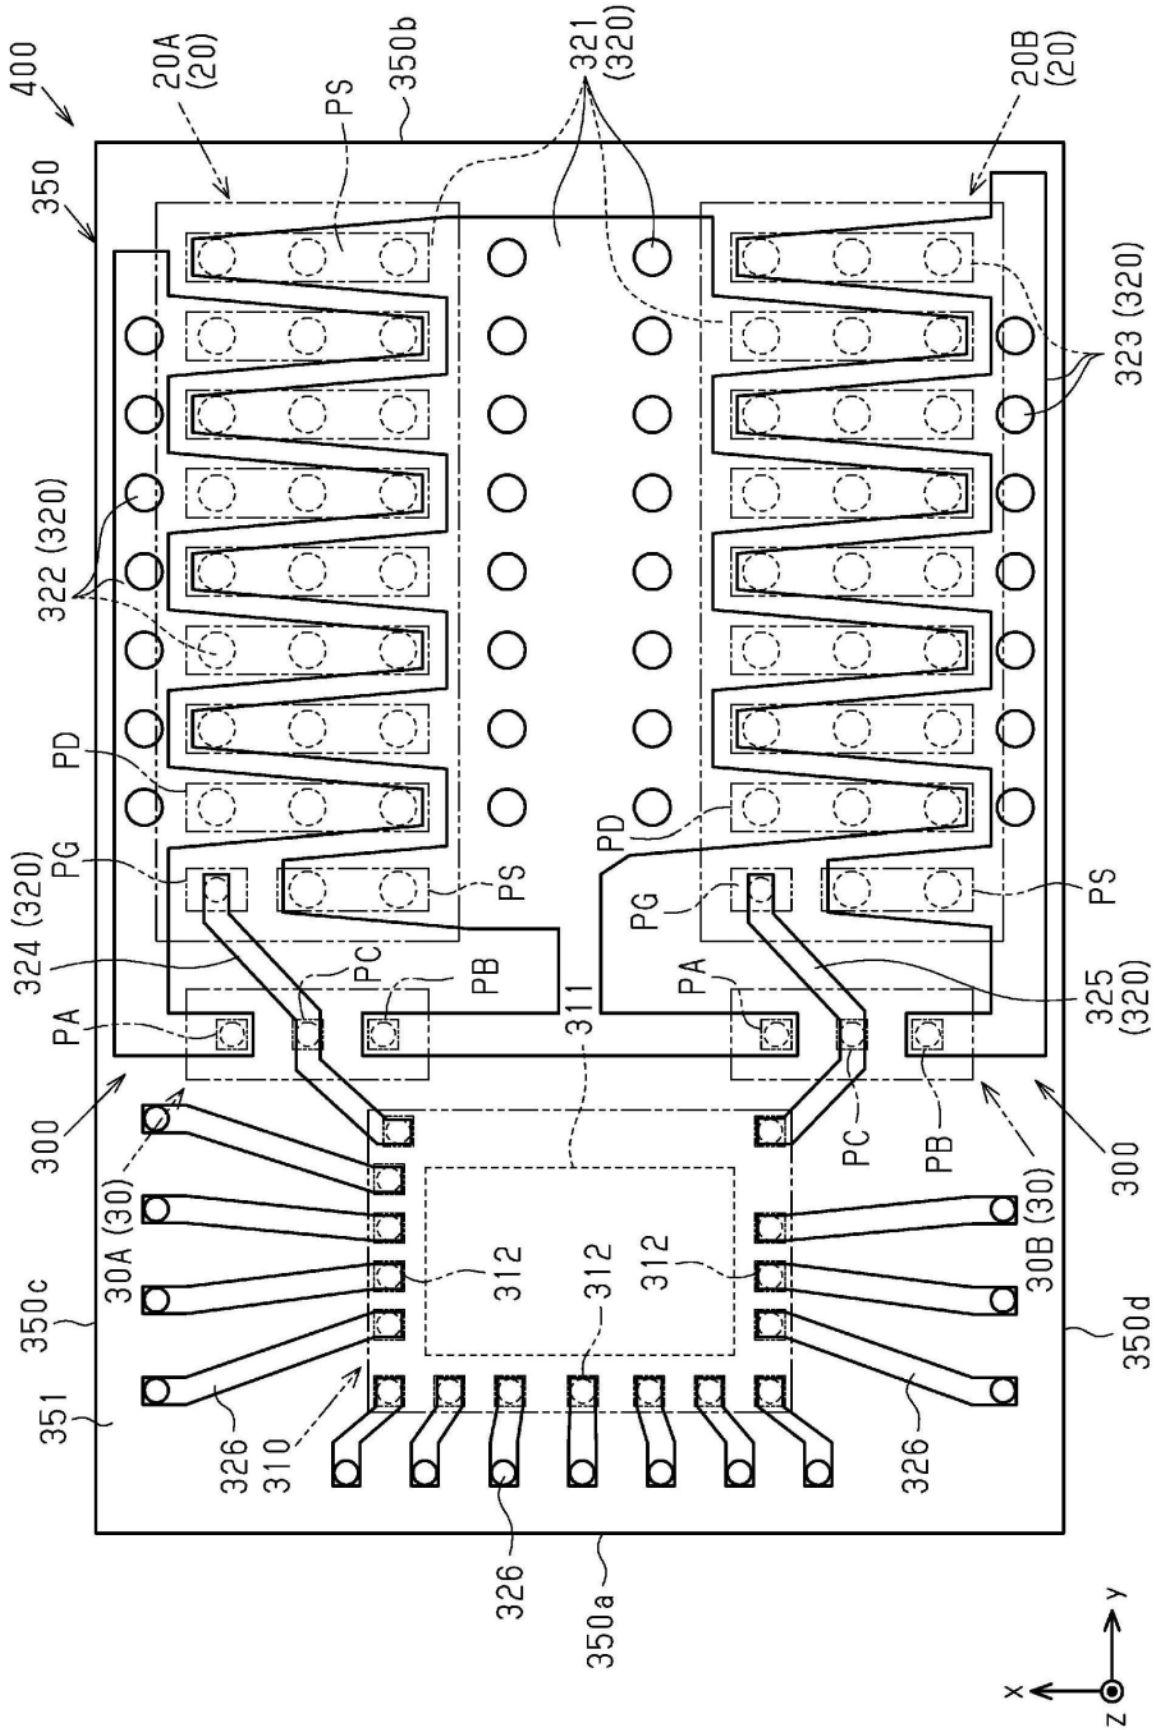 400
350
20A
(20)
PS
350b
321
(320)
20B
(20)
322 (320)
323 (320)
PD
PG
324 (320)
PS
PC
PB
PA
311
PD
PG
PS
PA
325
(320)
PC
PB
300
30A (30)
300
30B (30)
350c
351
326
310
312
312
312
350d
326
326
350a
X
Y
Z